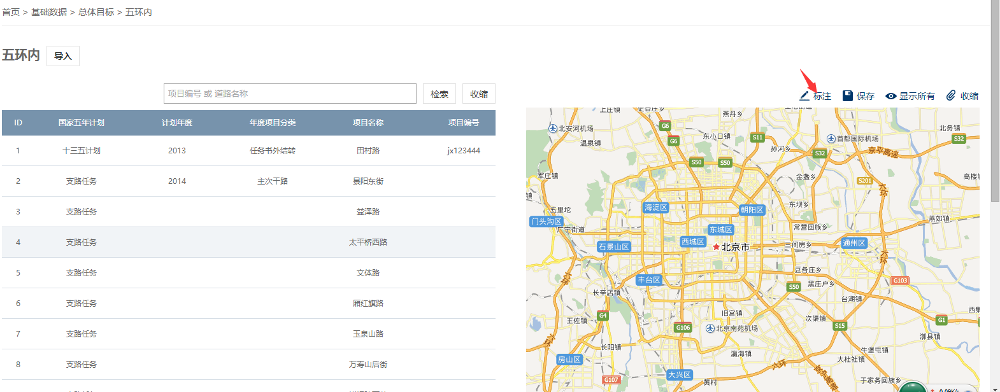 首页 > 基础数据 > 总体目标 > 五环内
五环内 导入
项目编号 或 道路名称 检索 收缩
标注 保存 显示所有 收缩
ID 国家五年计划 计划年度 年度项目分类 项目名称 项目编号
1 十三五计划 2013 任务书外结转 田村路 jx123444
2 支路任务 2014 主次干路 景阳东街
3 支路任务 益泽路
4 支路任务 太平桥西路
5 支路任务 文体路
6 支路任务 厢红旗路
7 支路任务 玉泉山路
8 支路任务 万寿山后街
上庄镇
燕丹乡
北安河机场
G6
东小口镇
S11
首都国际机场
北务镇
S32
温泉镇
G6
孙河乡
S32
京平高速
S50
S50
军庄镇
金盏乡
S201
高楼镇
六环
五里坨
海淀区
朝阳区
东坝乡
燕郊镇
门头沟区
广宁街道
东城区
常营回族乡
石景山区
西城区
北京市
三间房乡
通州区
六环
六环
丰台区
豆各庄乡
S50
黑庄户乡
G103
长辛店镇
台湖镇
王佐镇
G4
旧宫镇
次渠镇
G1
G106
北京南苑机场
S15
漷县镇
六环
长阳镇
瀛海镇
牛堡屯镇
大杜社镇
房山区
六环
京沪高速
大兴区
G107
黄村
于家务回族乡